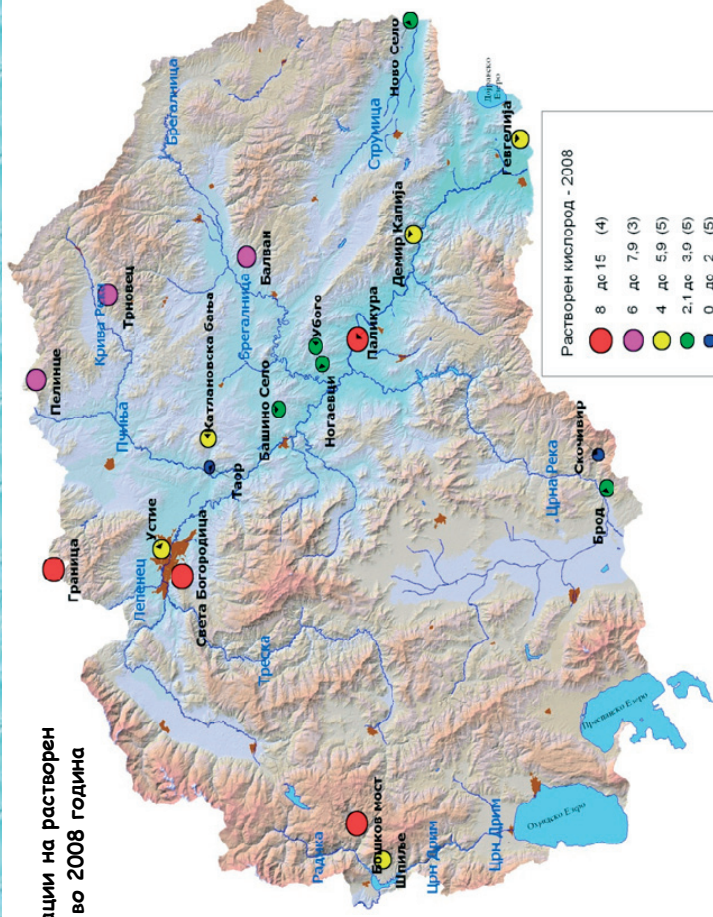 ации на растворен
во 2008 година
Граница
Лепенец
Устие
Света Богородица
Треска
Пелинце
Крива Река
Трновец
Пчиња
Катлановска бања
Таор
Башино Село
Брегалница
Брегалница
Балван
Убого
Ногаевци
Паликура
Демир Капија
Струмица
Ново Село
Дојранско
Езеро
Гевгелија
Црна Река
Скочивир
Брод
Радика
Бошков мост
Шпиље
Црн Дрим
Црн Дрим
Охридско Езеро
Преспанско Езеро
Растворен кислород - 2008
8 до 15 (4)
6 до 7,9 (3)
4 до 5,9 (5)
2,1 до 3,9 (5)
0 до 2 (5)